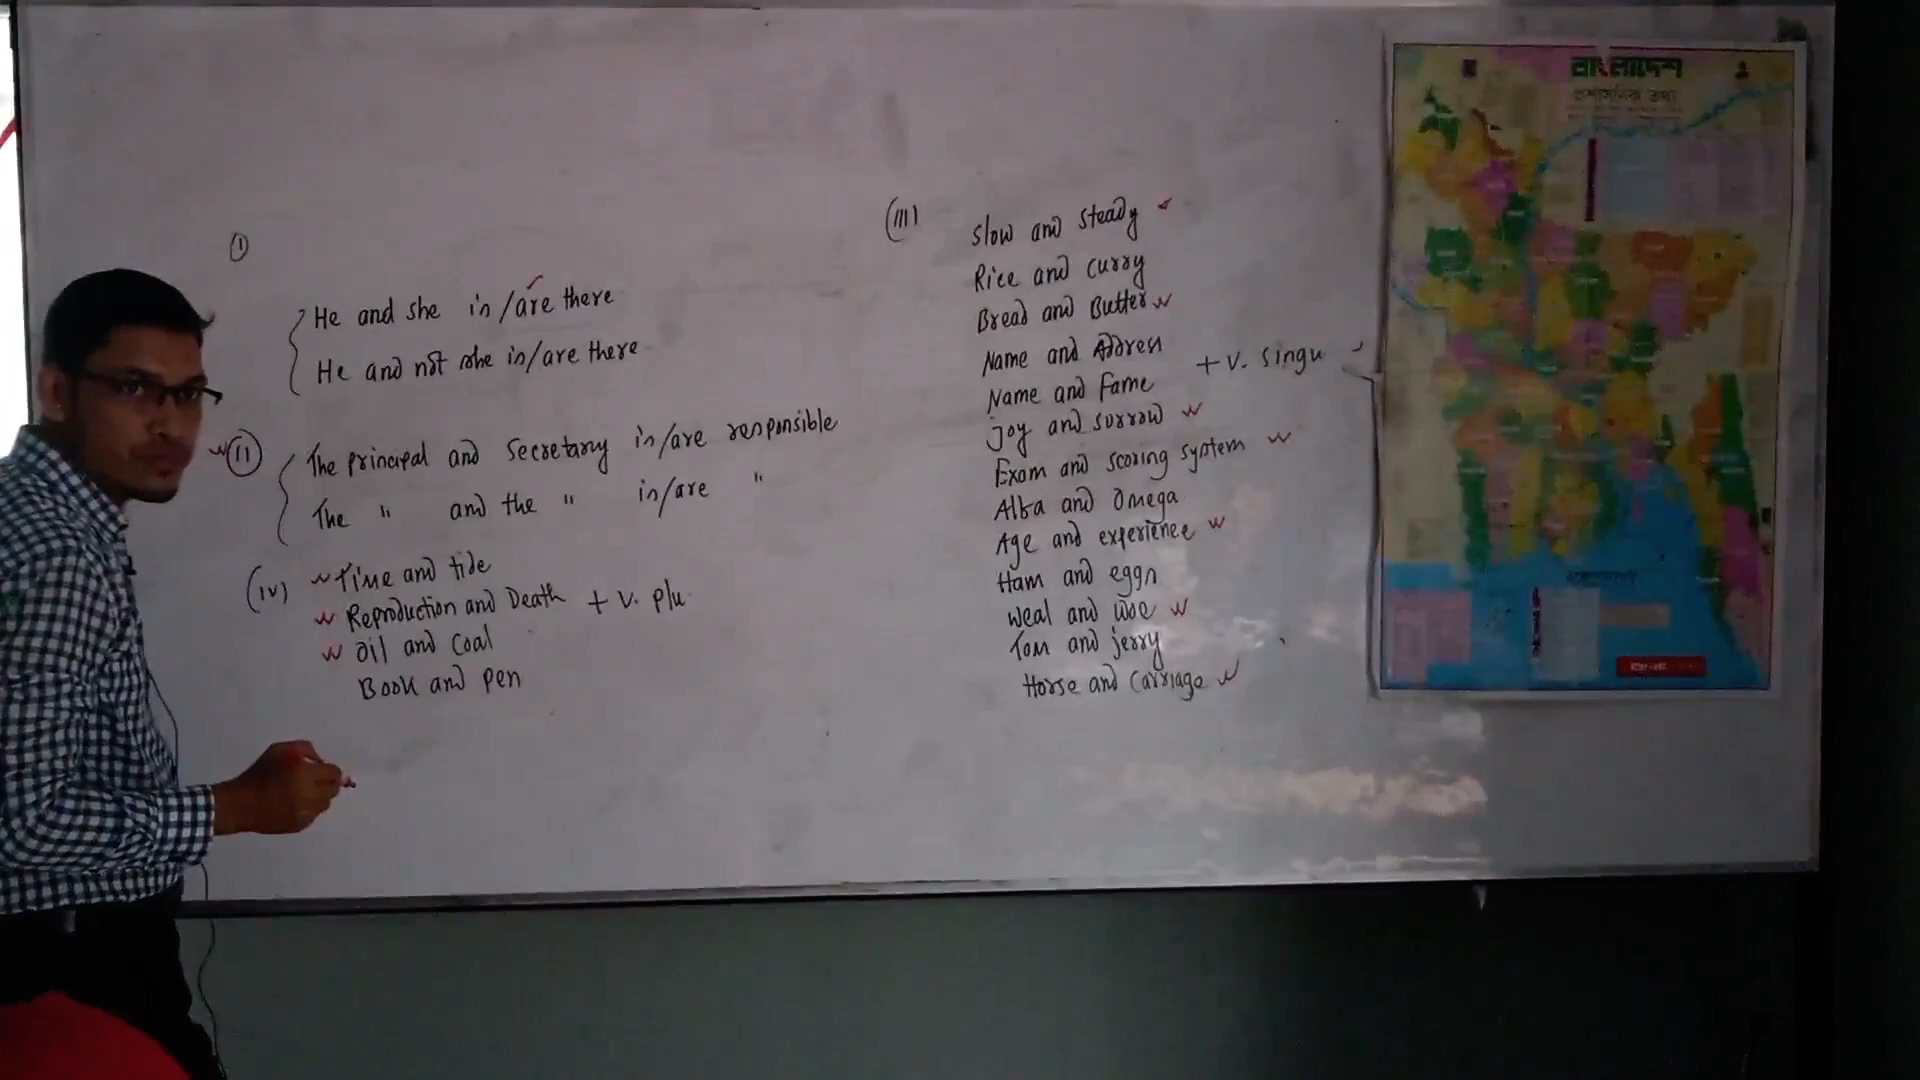 (I)
He and she is/are there
He and not she is/are there
(II)
The principal and secretary is/are responsible
The " and the " is/are "
(IV)
Time and tide
Reproduction and Death + v. plu
Oil and coal
Book and pen
(III)
Slow and steady
Rice and curry
Bread and Butter
Name and Address + v. singu
Name and Fame
Joy and sorrow
Exam and scoring system
Alfa and Omega
Age and experience
Ham and eggs
Weal and woe
Tom and jerry
Horse and Carriage
বাংলাদেশ